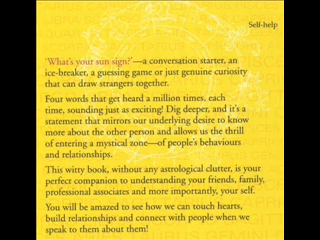 Self-help
'What's your sun sign?'—a conversation starter, an
ice-breaker, a guessing game or just genuine curiosity
that can draw strangers together.
Four words that get heard a million times, each
time, sounding just as exciting! Dig deeper, and it's a
statement that mirrors our underlying desire to know
more about the other person and allows us the thrill
of entering a mystical zone—of people's behaviours
and relationships.
This witty book, without any astrological clutter, is your
perfect companion to understanding your friends, family,
professional associates and more importantly, your self.
You will be amazed to see how we can touch hearts,
build relationships and connect with people when we
speak to them about them!